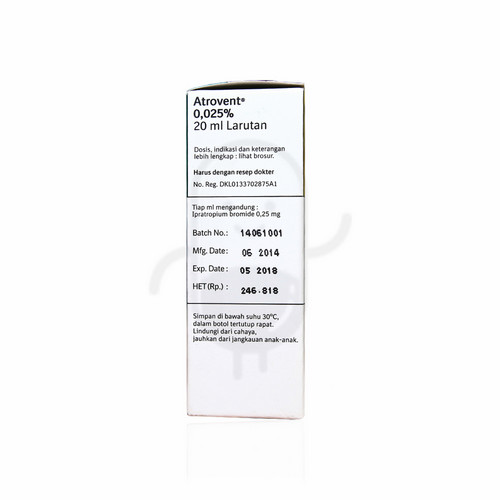 Atrovent®
0,025%
20 ml Larutan
Dosis, indikasi dan keterangan
lebih lengkap : lihat brosur.
Harus dengan resep dokter
No. Reg. DKL0133702875A1
Tiap ml mengandung :
Ipratropium bromide 0,25 mg
Batch No.: 14061001
Mfg. Date: 06 2014
Exp. Date: 05 2018
HET (Rp.) : 246.818
Simpan di bawah suhu 30°C,
dalam botol tertutup rapat.
Lindungi dari cahaya,
jauhkan dari jangkauan anak-anak.